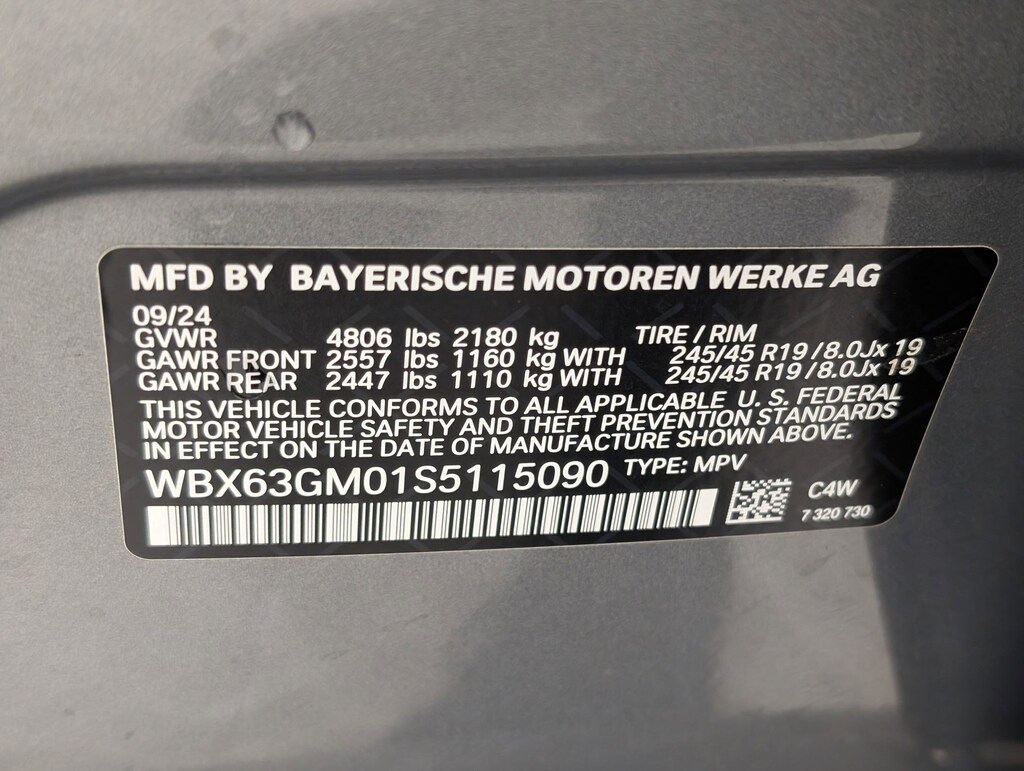 MFD BY BAYERISCHE MOTOREN WERKE AG
09/24
GVWR 4806 lbs 2180 kg TIRE / RIM
GAWR FRONT 2557 lbs 1160 kg WITH 245/45 R19 / 8.0Jx 19
GAWR REAR 2447 lbs 1110 kg WITH 245/45 R19 / 8.0Jx 19
THIS VEHICLE CONFORMS TO ALL APPLICABLE U. S. FEDERAL
MOTOR VEHICLE SAFETY AND THEFT PREVENTION STANDARDS
IN EFFECT ON THE DATE OF MANUFACTURE SHOWN ABOVE.
WBX63GM01S5115090 TYPE: MPV
C4W
7 320 730